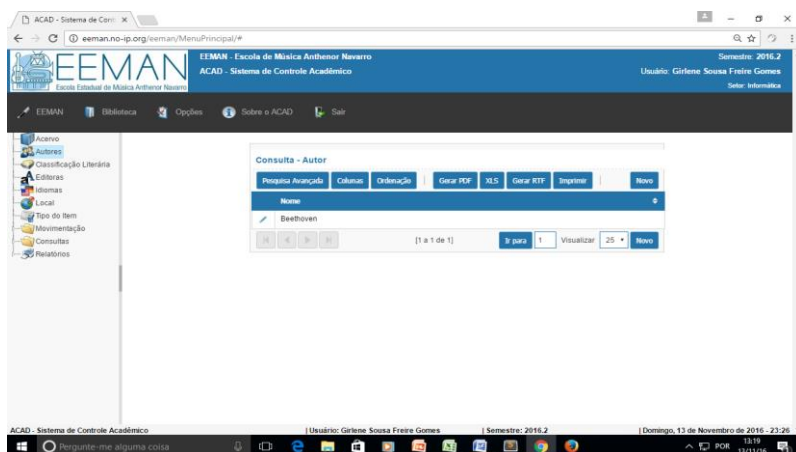 ACAD - Sistema de Cont
eeman.no-ip.org/eeman/MenuPrincipal/#
EEMAN
Escola Estadual de Música Anthenor Navarro
EEMAN - Escola de Música Anthenor Navarro
ACAD - Sistema de Controle Acadêmico
Semestre: 2016.2
Usuário: Girlene Sousa Freire Gomes
Setor: Informática
EEMAN Biblioteca Opções Sobre o ACAD Sair
Acervo
Autores
Classificação Literária
Editoras
Idiomas
Local
Tipo do Item
Movimentação
Consultas
Relatórios
Consulta - Autor
Pesquisa Avançada Colunas Ordenação Gerar PDF XLS Gerar RTF Imprimir Novo
Nome
Beethoven
[1 a 1 de 1] Ir para 1 Visualizar 25 Novo
ACAD - Sistema de Controle Acadêmico | Usuário: Girlene Sousa Freire Gomes | Semestre: 2016.2 | Domingo, 13 de Novembro de 2016 - 23:26
Pergunte-me alguma coisa POR 13:19
13/11/16